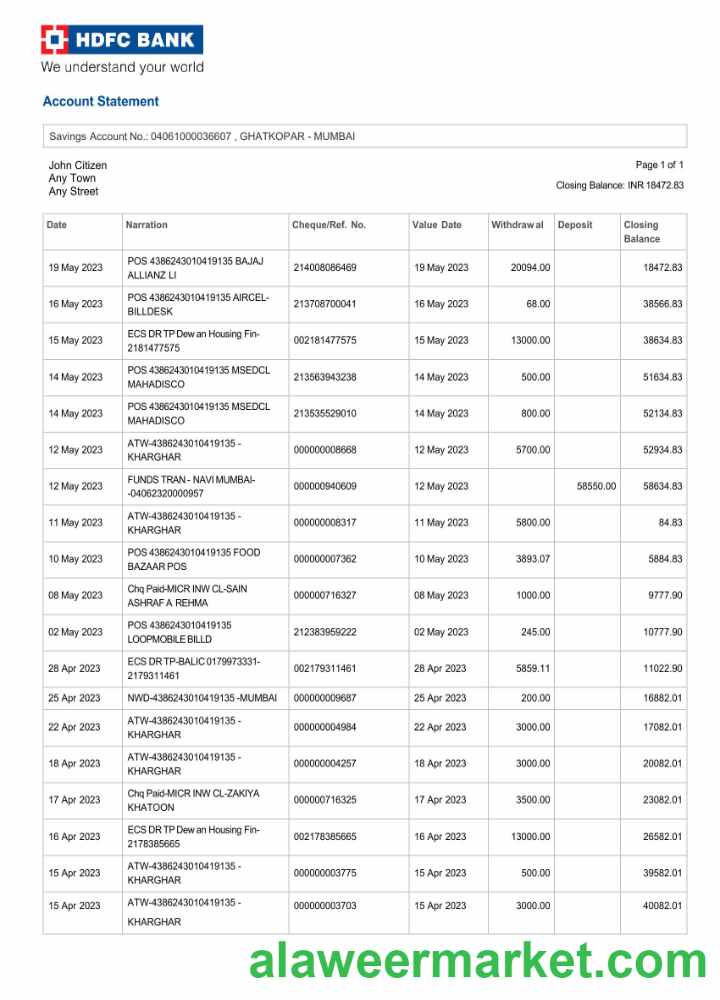 HDFC BANK
We understand your world
Account Statement
Savings Account No.: 04061000036607 , GHATKOPAR - MUMBAI
John Citizen
Any Town
Any Street
Page 1 of 1
Closing Balance: INR 18472.83
Date Narration Cheque/Ref. No. Value Date Withdrawal Deposit Closing
Balance
19 May 2023 POS 4386243010419135 BAJAJ 214008086469 19 May 2023 20094.00 18472.83
ALLIANZ LI
16 May 2023 POS 4386243010419135 AIRCEL- 213708700041 16 May 2023 68.00 38566.83
BILLDESK
15 May 2023 ECS DR TP Dew an Housing Fin- 002181477575 15 May 2023 13000.00 38634.83
2181477575
14 May 2023 POS 4386243010419135 MSEDCL 213563943238 14 May 2023 500.00 51634.83
MAHADISCO
14 May 2023 POS 4386243010419135 MSEDCL 213535529010 14 May 2023 800.00 52134.83
MAHADISCO
12 May 2023 ATW-4386243010419135 - 000000008668 12 May 2023 5700.00 52934.83
KHARGHAR
12 May 2023 FUNDS TRAN - NAVI MUMBAI- 000000940609 12 May 2023 58550.00 58634.83
-04062320000957
11 May 2023 ATW-4386243010419135 - 000000008317 11 May 2023 5800.00 84.83
KHARGHAR
10 May 2023 POS 4386243010419135 FOOD 000000007362 10 May 2023 3893.07 5884.83
BAZAAR POS
08 May 2023 Chq Paid-MICR INW CL-SAIN 000000716327 08 May 2023 1000.00 9777.90
ASHRAF A REHMA
02 May 2023 POS 4386243010419135 212383959222 02 May 2023 245.00 10777.90
LOOPMOBILE BILLD
28 Apr 2023 ECS DR TP-BALIC 0179973331- 002179311461 28 Apr 2023 5859.11 11022.90
2179311461
25 Apr 2023 NWD-4386243010419135 -MUMBAI 000000009687 25 Apr 2023 200.00 16882.01
22 Apr 2023 ATW-4386243010419135 - 000000004984 22 Apr 2023 3000.00 17082.01
KHARGHAR
18 Apr 2023 ATW-4386243010419135 - 000000004257 18 Apr 2023 3000.00 20082.01
KHARGHAR
17 Apr 2023 Chq Paid-MICR INW CL-ZAKIYA 000000716325 17 Apr 2023 3500.00 23082.01
KHATOON
16 Apr 2023 ECS DR TP Dew an Housing Fin- 002178385665 16 Apr 2023 13000.00 26582.01
2178385665
15 Apr 2023 ATW-4386243010419135 - 000000003775 15 Apr 2023 500.00 39582.01
KHARGHAR
15 Apr 2023 ATW-4386243010419135 - 000000003703 15 Apr 2023 3000.00 40082.01
KHARGHAR
alaweermarket.com